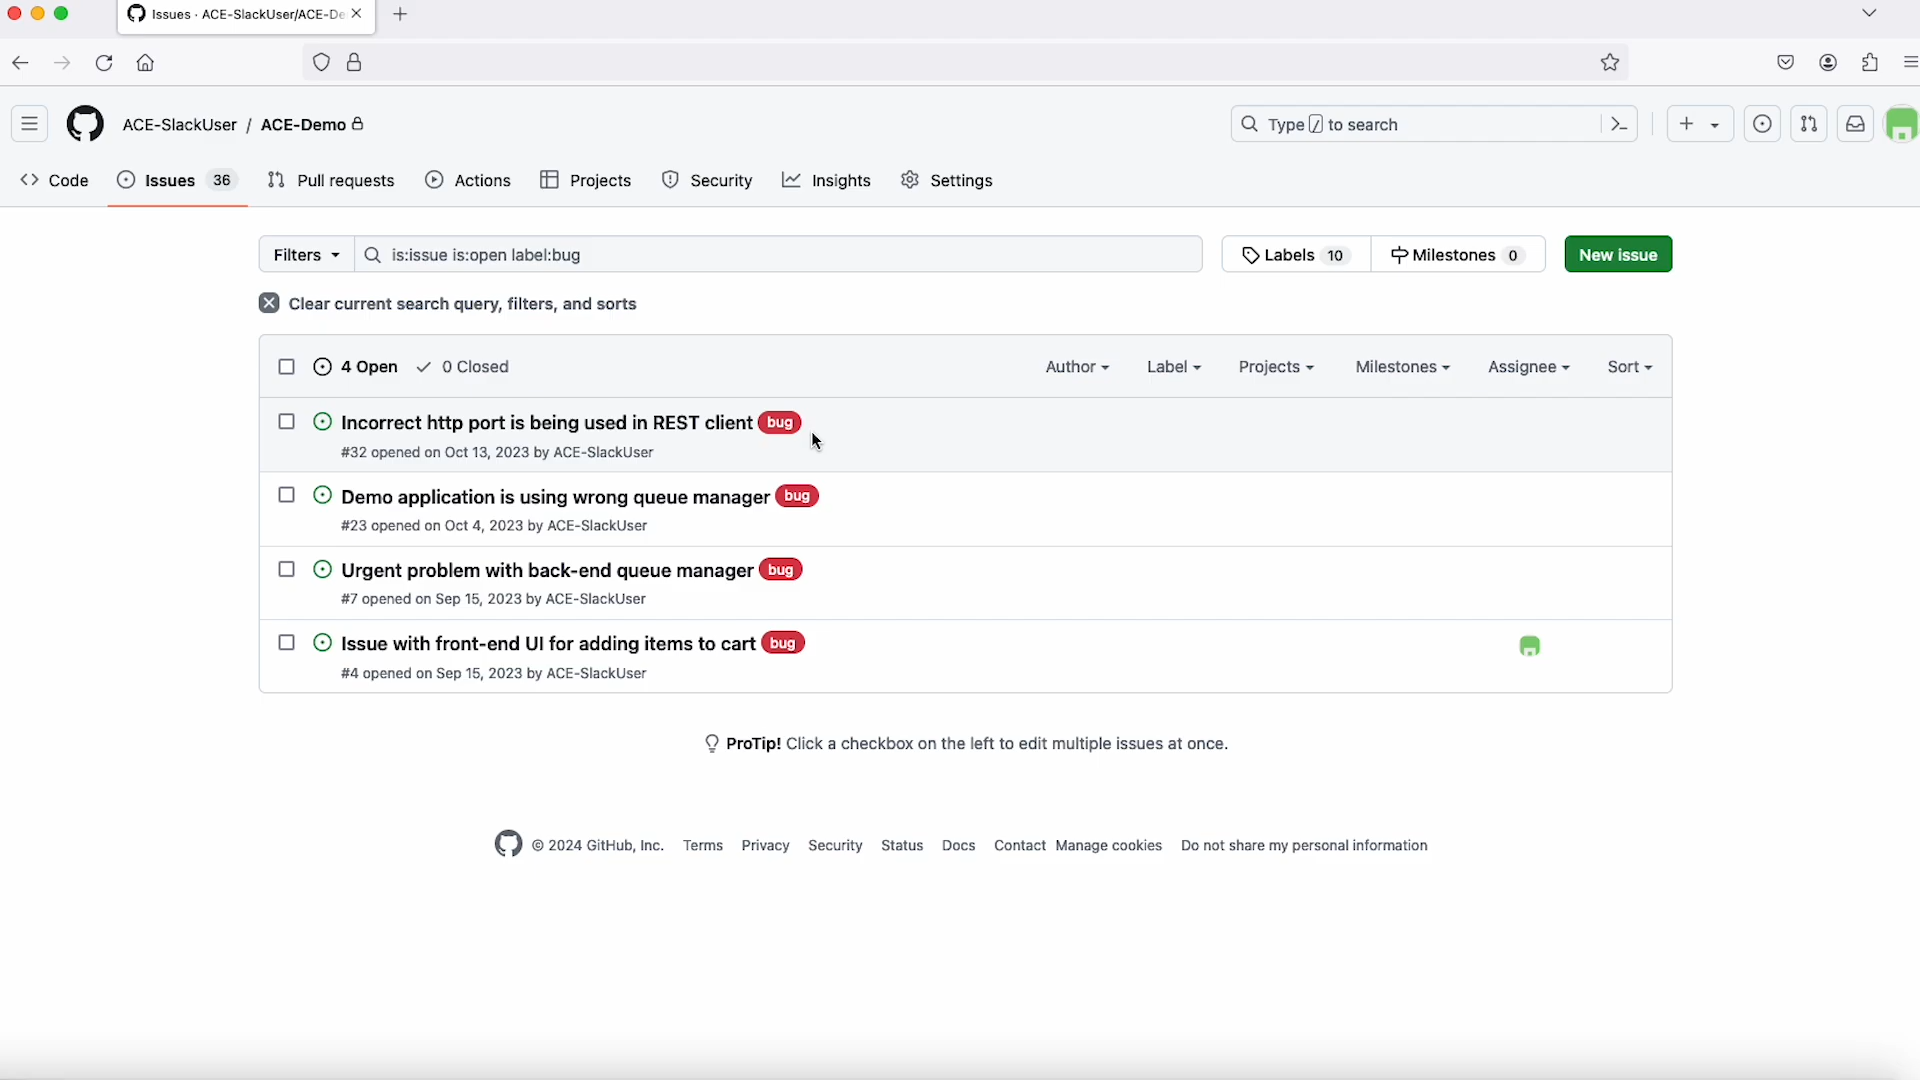 Issues · ACE-SlackUser/ACE-De
ACE-SlackUser / ACE-Demo
Type / to search
Code
Issues 36
Pull requests
Actions
Projects
Security
Insights
Settings
Filters
is:issue is:open label:bug
Labels 10
Milestones 0
New issue
Clear current search query, filters, and sorts
4 Open
0 Closed
Author
Label
Projects
Milestones
Assignee
Sort
Incorrect http port is being used in REST client bug
#32 opened on Oct 13, 2023 by ACE-SlackUser
Demo application is using wrong queue manager bug
#23 opened on Oct 4, 2023 by ACE-SlackUser
Urgent problem with back-end queue manager bug
#7 opened on Sep 15, 2023 by ACE-SlackUser
Issue with front-end UI for adding items to cart bug
#4 opened on Sep 15, 2023 by ACE-SlackUser
ProTip! Click a checkbox on the left to edit multiple issues at once.
© 2024 GitHub, Inc. Terms Privacy Security Status Docs Contact Manage cookies Do not share my personal information